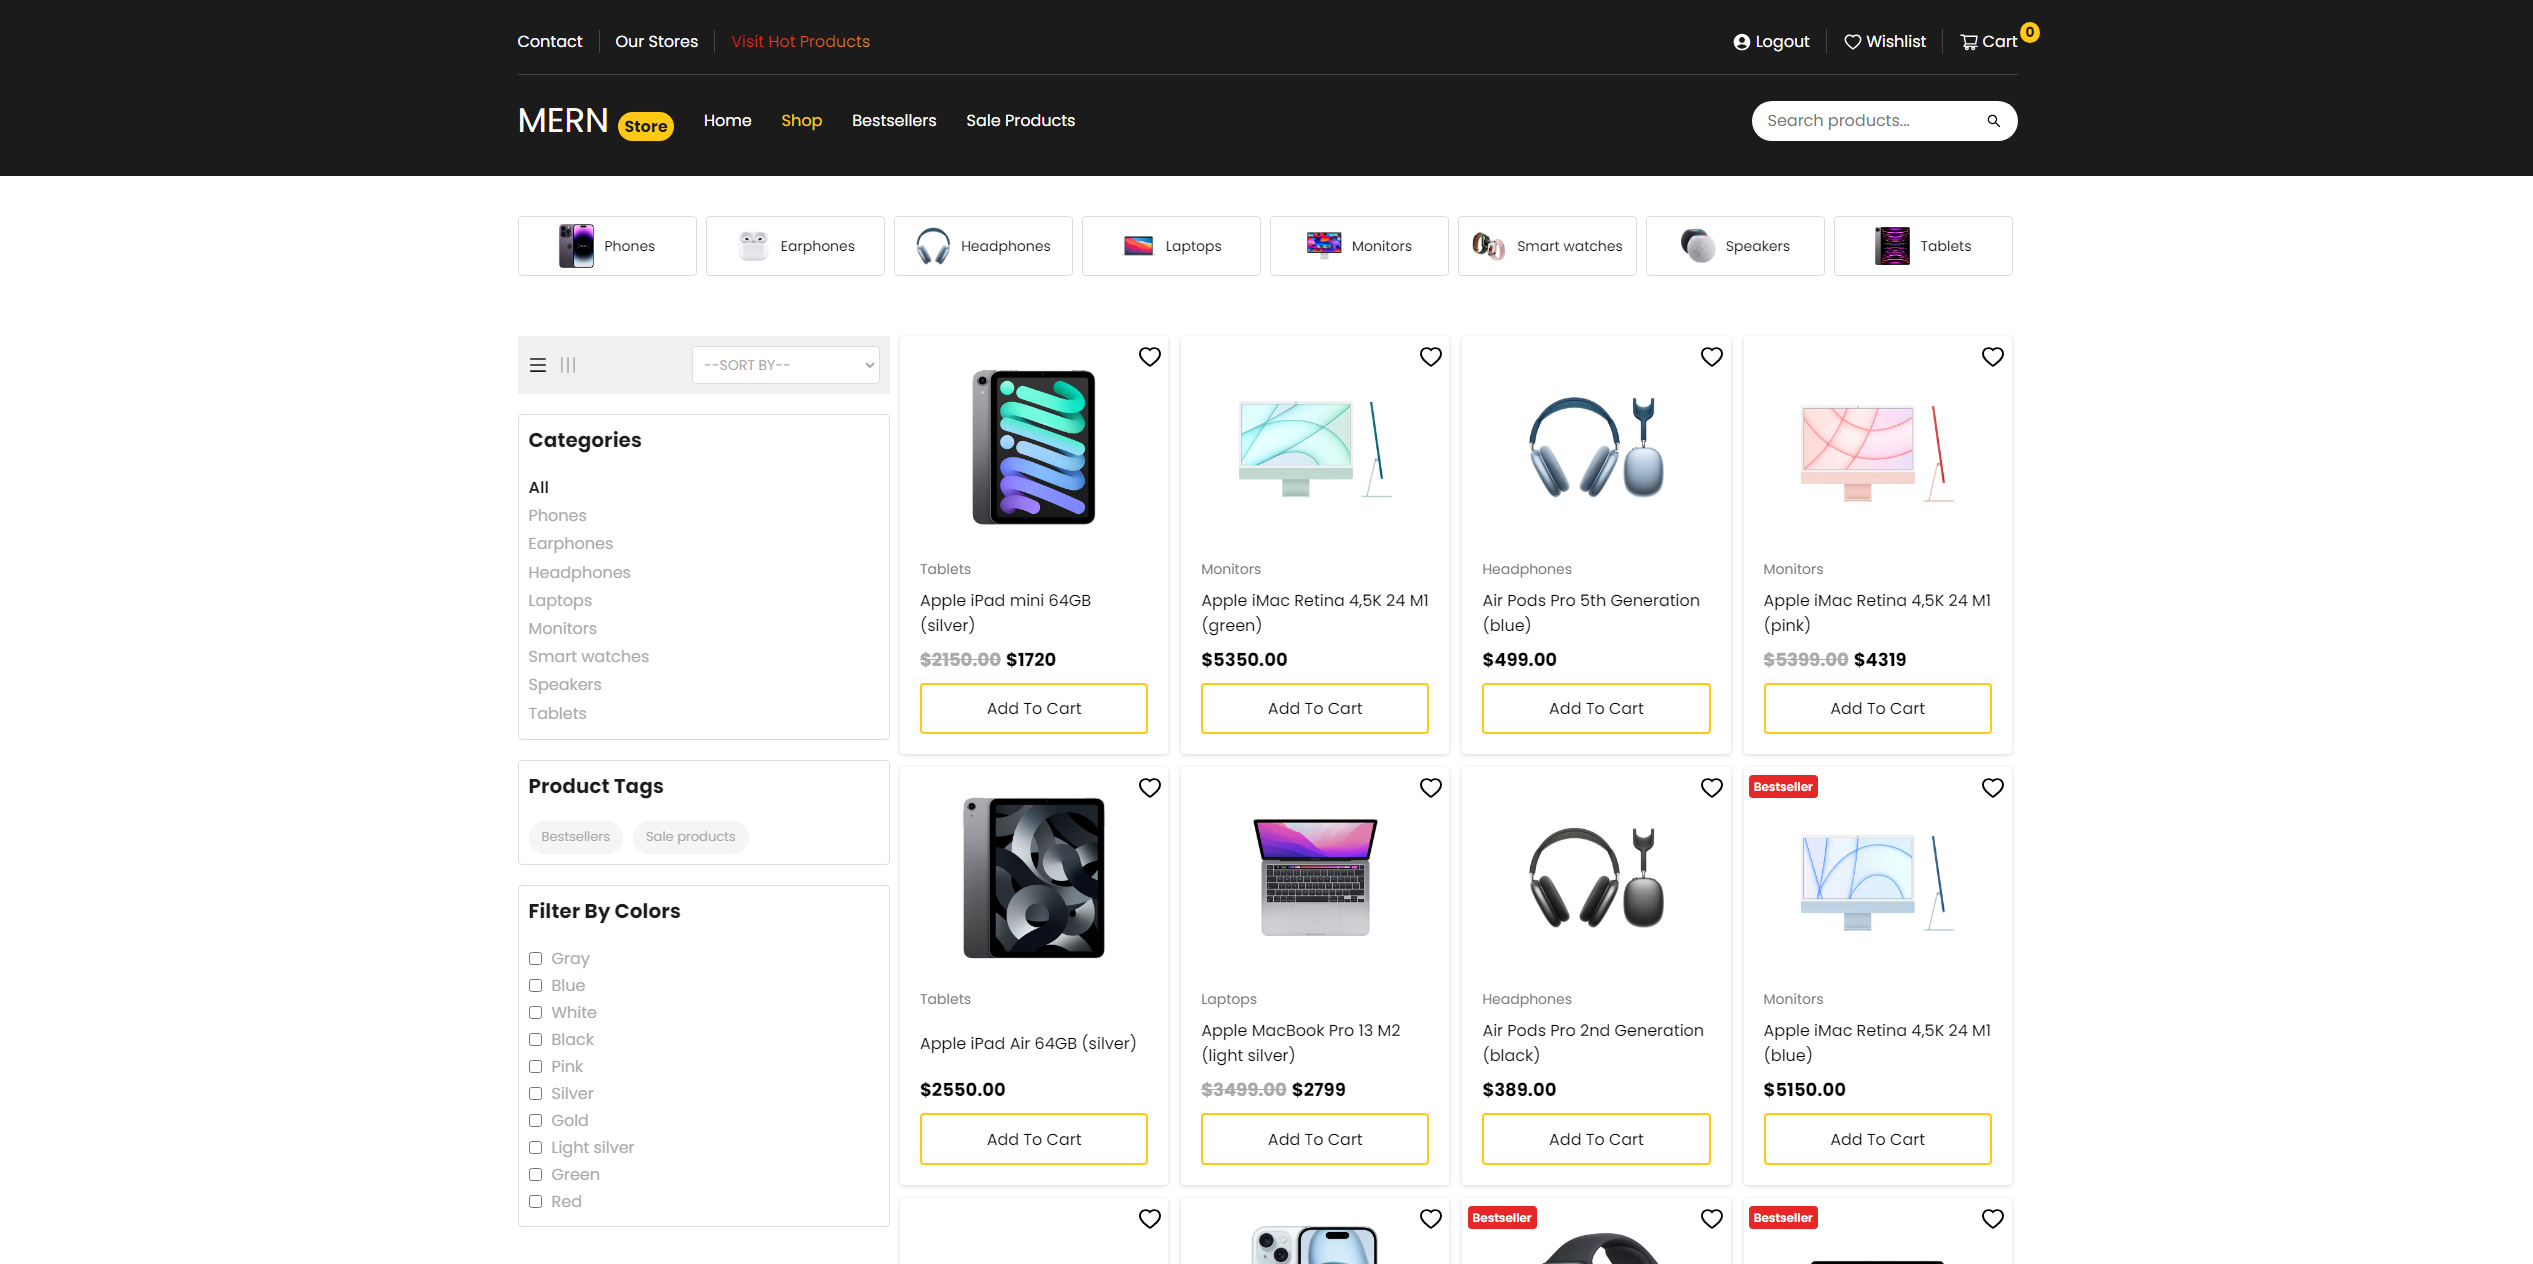 Contact
Our Stores
Visit Hot Products
Logout
Wishlist
Cart
0
MERN Store
Home
Shop
Bestsellers
Sale Products
Search products...
Phones
Earphones
Headphones
Laptops
Monitors
Smart watches
Speakers
Tablets
--SORT BY--
Categories
All
Phones
Earphones
Headphones
Laptops
Monitors
Smart watches
Speakers
Tablets
Product Tags
Bestsellers
Sale products
Filter By Colors
Gray
Blue
White
Black
Pink
Silver
Gold
Light silver
Green
Red
Tablets
Apple iPad mini 64GB
(silver)
$2150.00 $1720
Add To Cart
Monitors
Apple iMac Retina 4,5K 24 M1
(green)
$5350.00
Add To Cart
Headphones
Air Pods Pro 5th Generation
(blue)
$499.00
Add To Cart
Monitors
Apple iMac Retina 4,5K 24 M1
(pink)
$5399.00 $4319
Add To Cart
Tablets
Apple iPad Air 64GB (silver)
$2550.00
Add To Cart
Laptops
Apple MacBook Pro 13 M2
(light silver)
$3499.00 $2799
Add To Cart
Headphones
Air Pods Pro 2nd Generation
(black)
$389.00
Add To Cart
Bestseller
Monitors
Apple iMac Retina 4,5K 24 M1
(blue)
$5150.00
Add To Cart
Bestseller
Bestseller